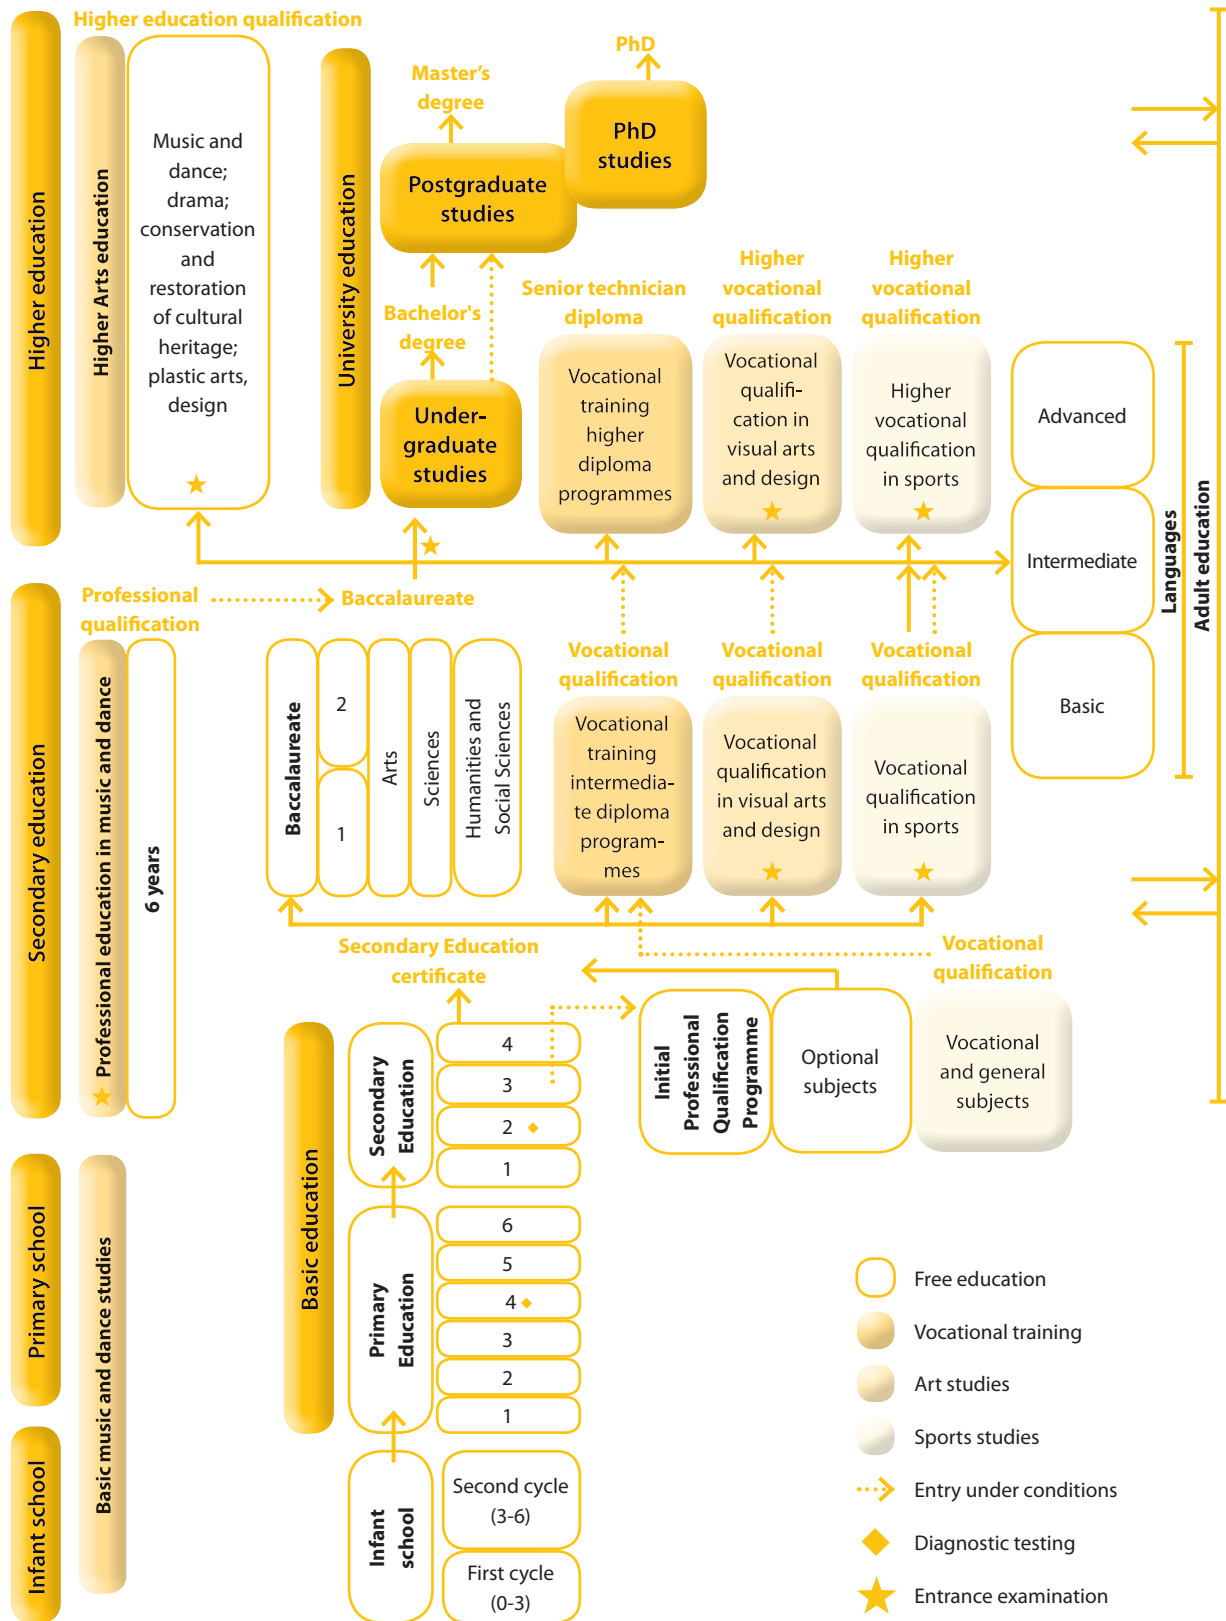 Higher education qualification
Higher education
Higher Arts education
Music and
dance;
drama;
conservation
and
restoration
of cultural
heritage;
plastic arts,
design
University education
PhD
Master's
degree
PhD
studies
Postgraduate
studies
Bachelor's
degree
Under-
graduate
studies
Senior technician
diploma
Vocational
training
higher
diploma
programmes
Higher
vocational
qualification
Vocational
qualifi-
cation in
visual arts
and design
Higher
vocational
qualification
Higher
vocational
qualification
in sports
Advanced
Intermediate
Basic
Languages
Adult education
Secondary education
Professional
qualification
Baccalaureate
Professional education in music and dance
6 years
Baccalaureate
2
1
Arts
Sciences
Humanities and
Social Sciences
Vocational
qualification
Vocational
training
intermedia-
te diploma
program-
mes
Vocational
qualification
Vocational
qualification
in visual arts
and design
Vocational
qualification
Vocational
qualification
in sports
Secondary Education
certificate
Vocational
qualification
Basic education
Secondary
Education
4
3
2
1
Initial
Professional
Qualification
Programme
Optional
subjects
Vocational
and general
subjects
Primary school
Basic music and dance studies
Primary
Education
6
5
4
3
2
1
Infant school
Infant
school
Second cycle
(3-6)
First cycle
(0-3)
Free education
Vocational training
Art studies
Sports studies
Entry under conditions
Diagnostic testing
Entrance examination